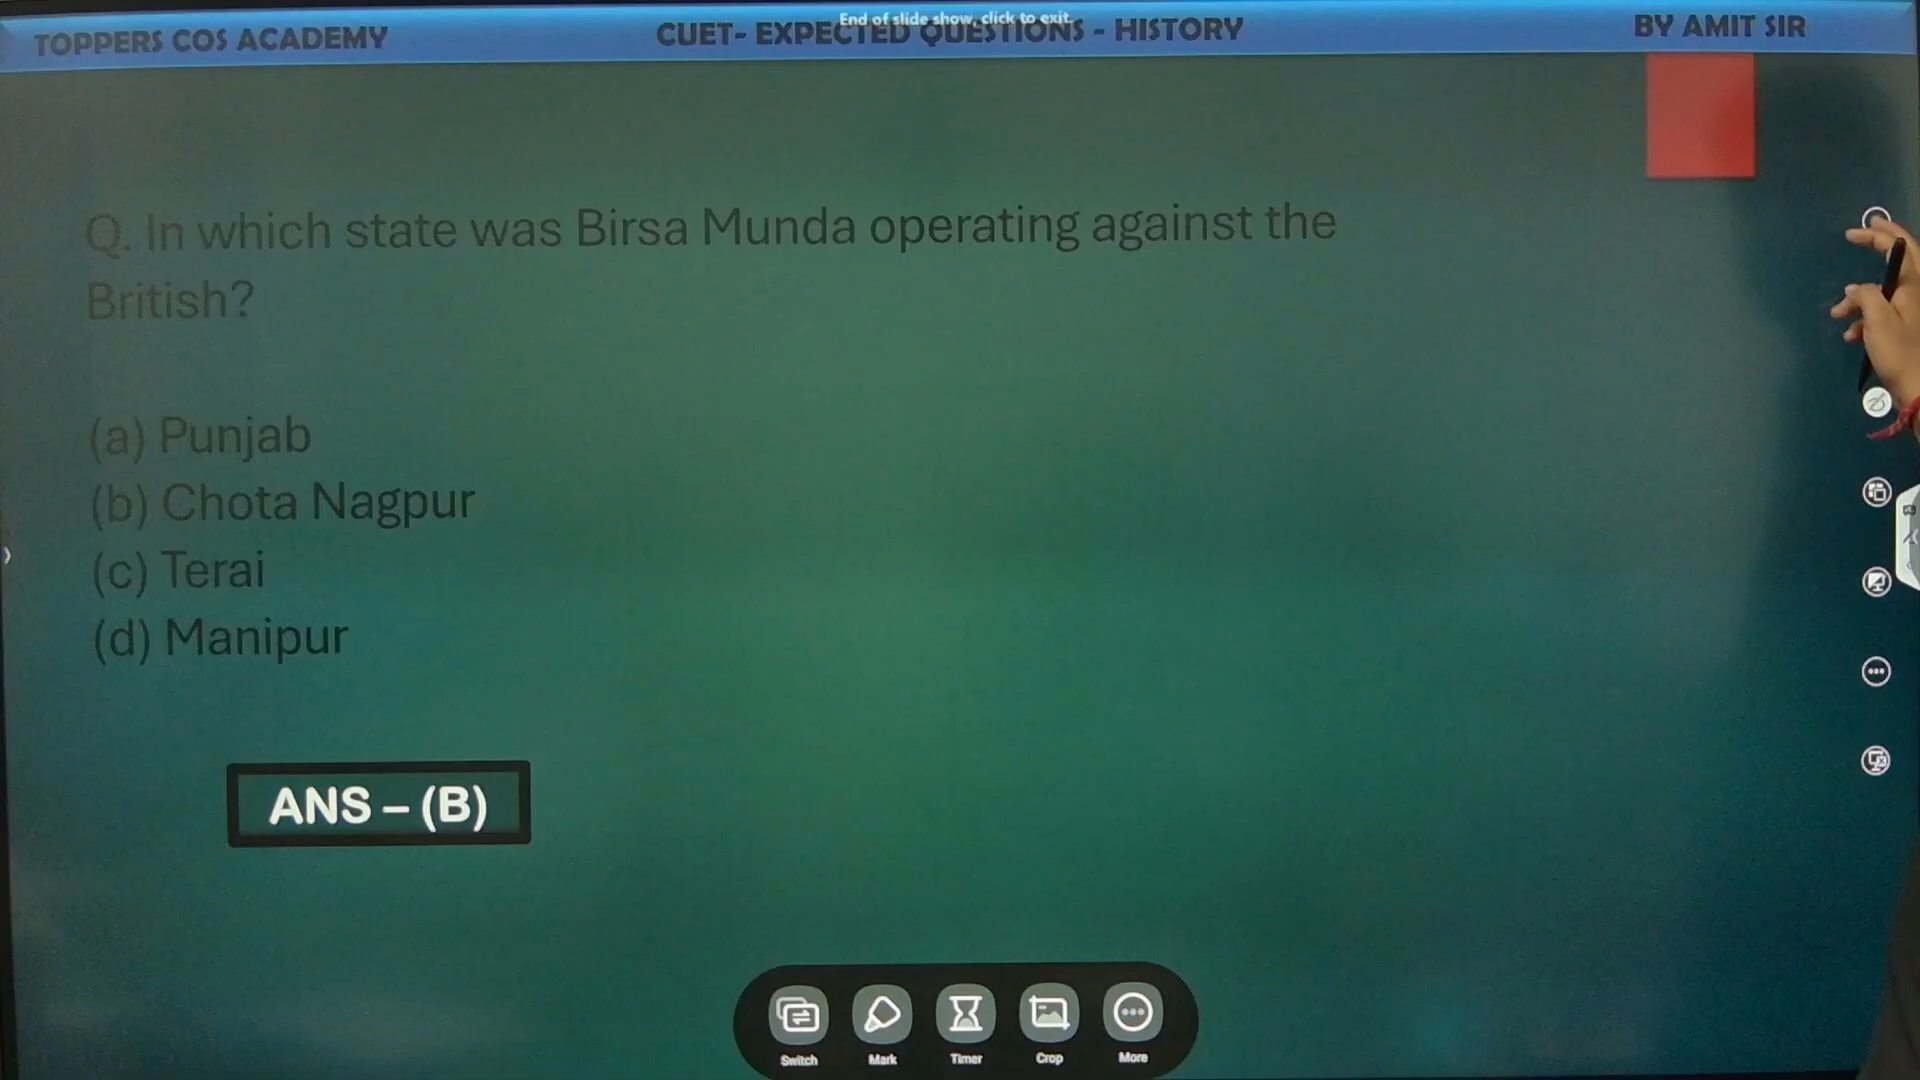 End of slide show, click to exit.
TOPPERS COS ACADEMY
CUET- EXPECTED QUESTIONS - HISTORY
BY AMIT SIR
Q. In which state was Birsa Munda operating against the
British?
(a) Punjab
(b) Chota Nagpur
(c) Terai
(d) Manipur
ANS – (B)
Switch
Mark
Timer
Crop
More